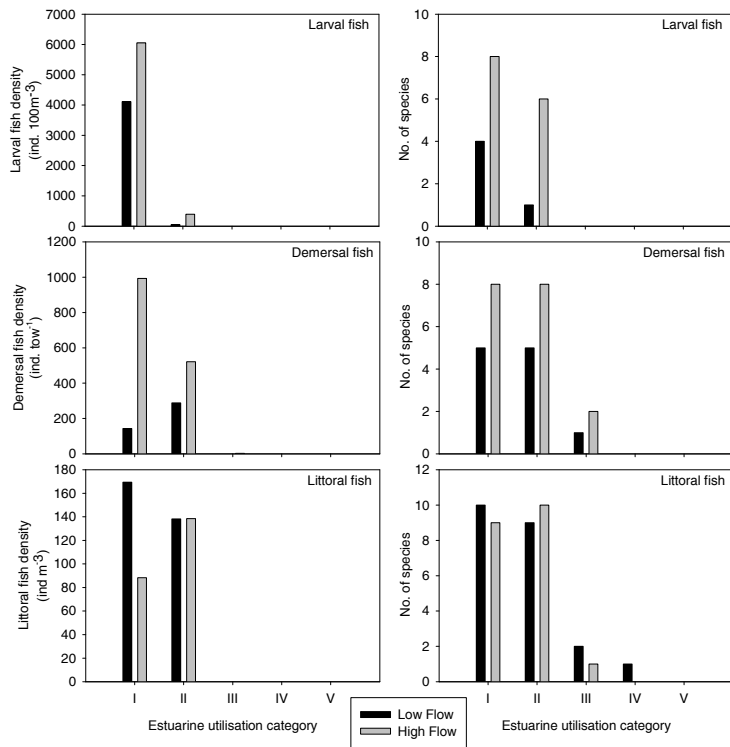 Larval fish
7000
6000
5000
4000
3000
2000
1000
0
Larval fish density
(ind. 100m-3)
Larval fish
10
8
6
4
2
0
No. of species
Demersal fish
1200
1000
800
600
400
200
0
Demersal fish density
(ind. tow-1)
Demersal fish
10
8
6
4
2
0
No. of species
Littoral fish
180
160
140
120
100
80
60
40
20
0
Littoral fish density
(ind m-3)
I II III IV V
Estuarine utilisation category
Littoral fish
12
10
8
6
4
2
0
No. of species
I II III IV V
Estuarine utilisation category
Low Flow
High Flow